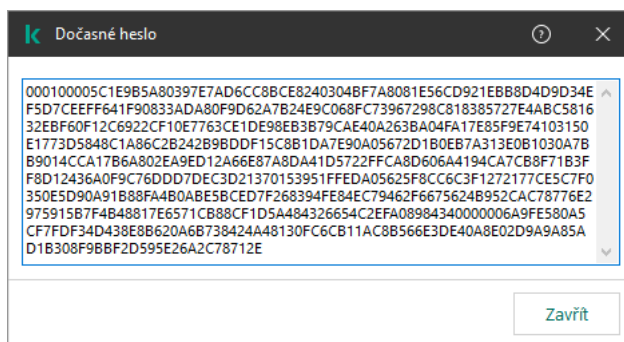 Dočasné heslo
000100005C1E9B5A80397E7AD6CC8BCE8240304BF7A8081E56CD921EBB8D4D9D34E
F5D7CEEFF641F90833ADA80F9D62A7B24E9C068FC73967298C818385727E4ABC5816
32EBF60F12C6922CF10E7763CE1DE98EB3B79CAE40A263BA04FA17E85F9E74103150
E1773D5848C1A86C2B242B9BDDF15C8B1DA7E90A05672D1B0EB7A313E0B1030A7B
B9014CCA17B6A802EA9ED12A66E87A8DA41D5722FFCA8D606A4194CA7CB8F71B3F
F8D12436A0F9C76DDD7DEC3D21370153951FFEDA05625F8CC6C3F1272177CE5C7F0
350E5D90A91B88FA4B0ABE5BCED7F268394FE84EC79462F6675624B952CAC78776E2
975915B7F4B48817E6571CB88CF1D5A484326654C2EFA08984340000006A9FE580A5
CF7FDF34D438E8B620A6B738424A48130FC6CB11AC8B566E3DE40A8E02D9A9A85A
D1B308F9BBF2D595E26A2C78712E
Zavřít